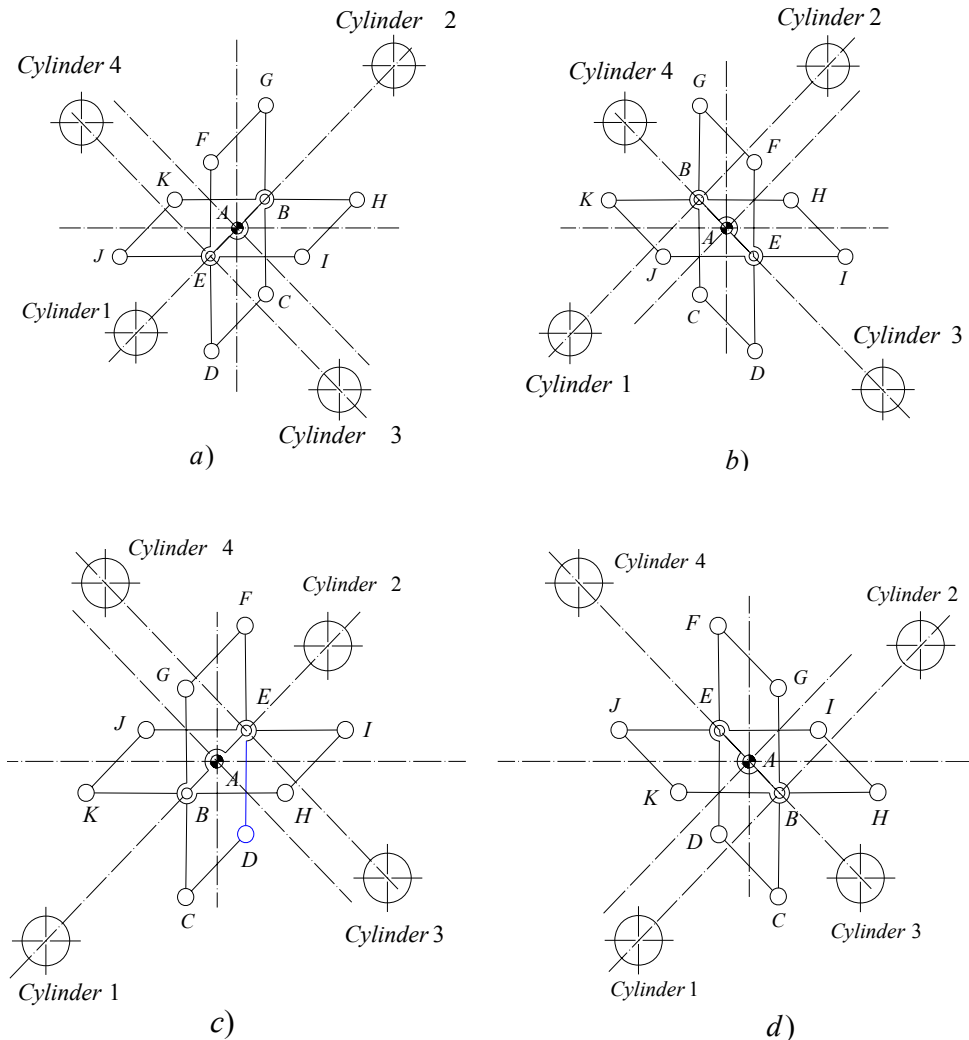 Cylinder 2
Cylinder 4
G
F
K
A
B
H
J
E
I
C
Cylinder 1
D
Cylinder 3
a)
Cylinder 2
Cylinder 4
G
F
B
K
H
A
E
J
I
C
D
Cylinder 3
Cylinder 1
b)
Cylinder 4
Cylinder 2
F
G
E
J
I
A
K
B
H
D
C
Cylinder 3
Cylinder 1
c)
Cylinder 4
Cylinder 2
F
G
E
I
J
A
K
B
H
D
C
Cylinder 3
Cylinder 1
d)